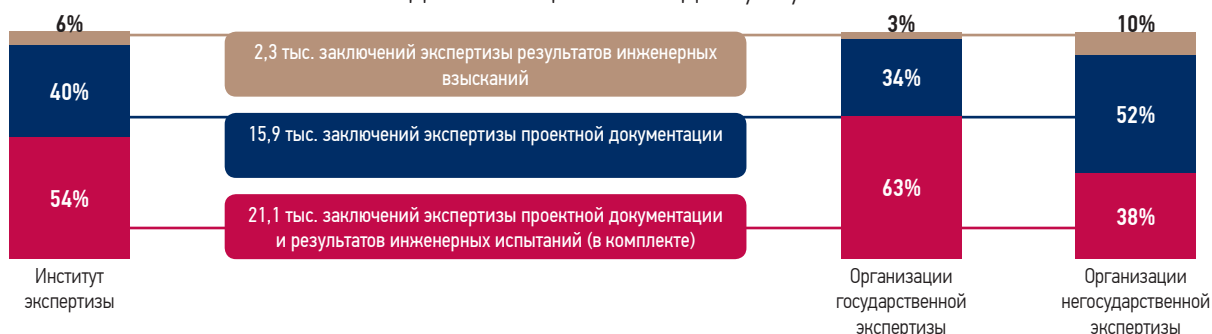 6%
3%
10%
2,3 тыс. заключений экспертизы результатов инженерных
взысканий
40%
34%
15,9 тыс. заключений экспертизы проектной документации
52%
54%
63%
21,1 тыс. заключений экспертизы проектной документации
и результатов инженерных испытаний (в комплекте)
38%
Институт
экспертизы
Организации
государственной
экспертизы
Организации
негосударственной
экспертизы